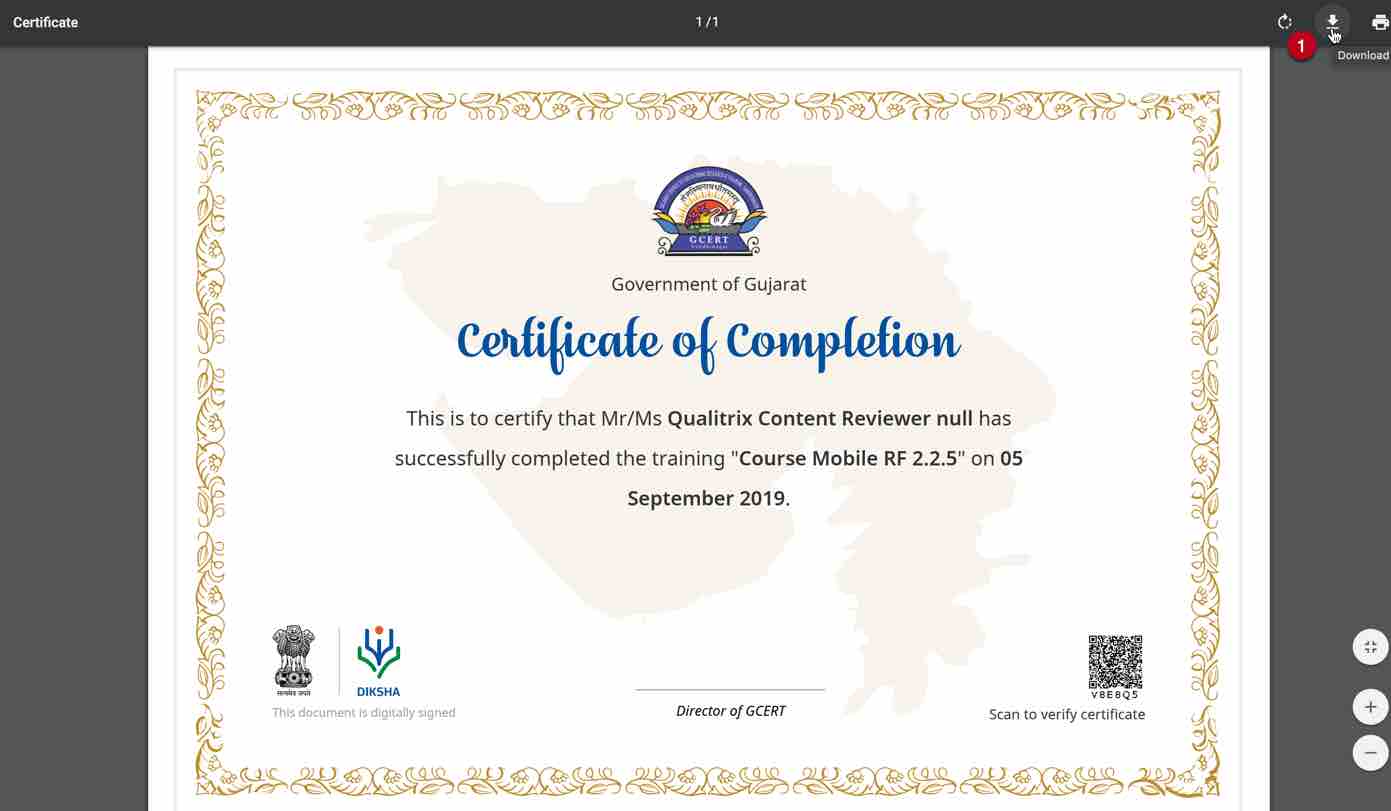 Certificate
1 / 1
1
Download
GCERT
Government of Gujarat
Certificate of Completion
This is to certify that Mr/Ms Qualitrix Content Reviewer null has
successfully completed the training "Course Mobile RF 2.2.5" on 05
September 2019.
सत्यमेव जयते
DIKSHA
This document is digitally signed
Director of GCERT
V8E8Q5
Scan to verify certificate